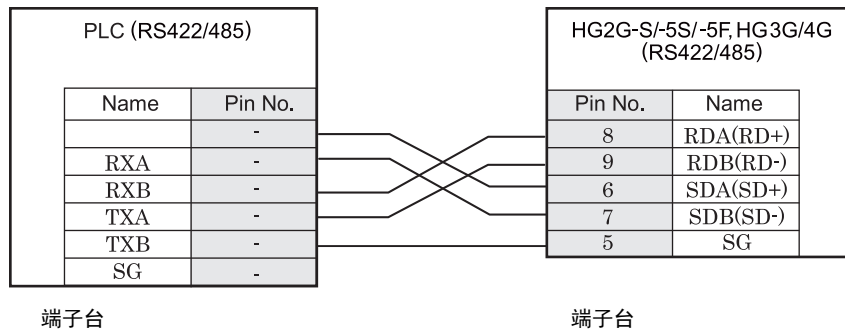 PLC (RS422/485)
HG2G-S/-5S/-5F, HG3G/4G
(RS422/485)
Name Pin No.
Pin No. Name
-
8 RDA(RD+)
RXA -
9 RDB(RD-)
RXB -
6 SDA(SD+)
TXA -
7 SDB(SD-)
TXB -
5 SG
SG -
端子台
端子台